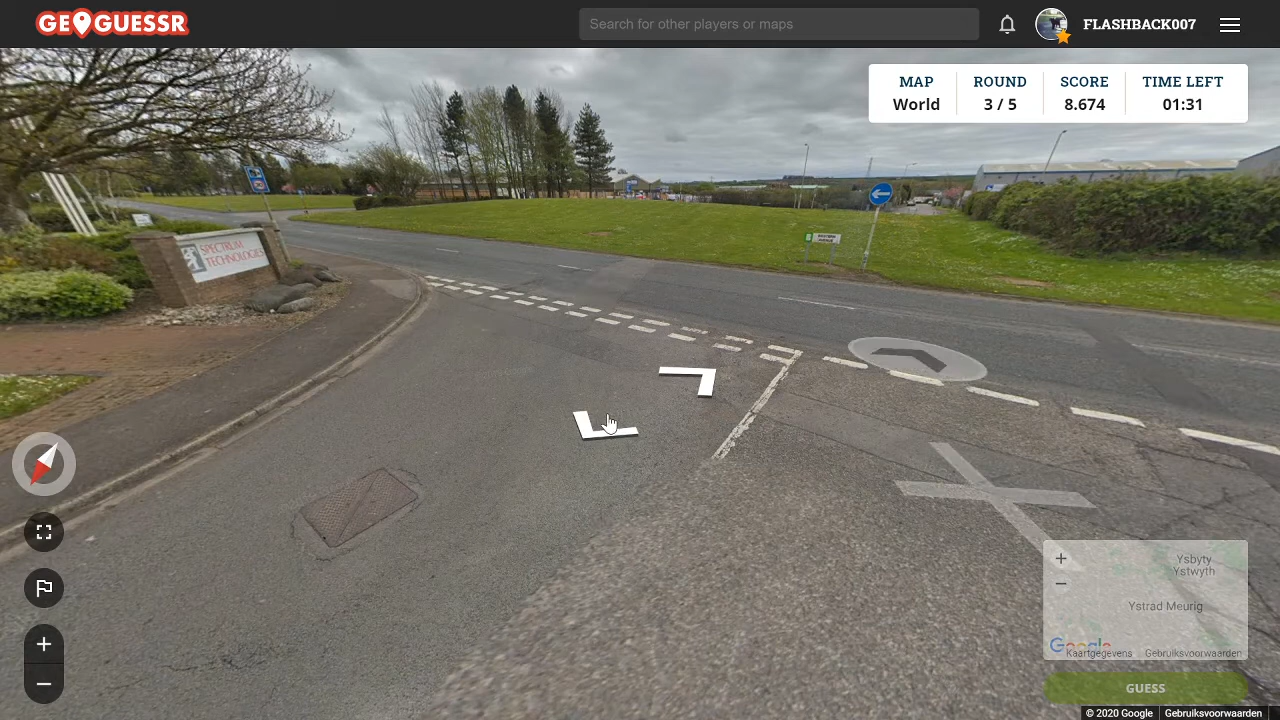 GEOGUESSR
Search for other players or maps
FLASHBACK007
MAP
World
ROUND
3 / 5
SCORE
8.674
TIME LEFT
01:31
SPECTRUM
TECHNOLOGIES
Ysbyty
Ystwyth
Ystrad Meurig
Google
Kaartgegevens
Gebruiksvoorwaarden
GUESS
© 2020 Google
Gebruiksvoorwaarden